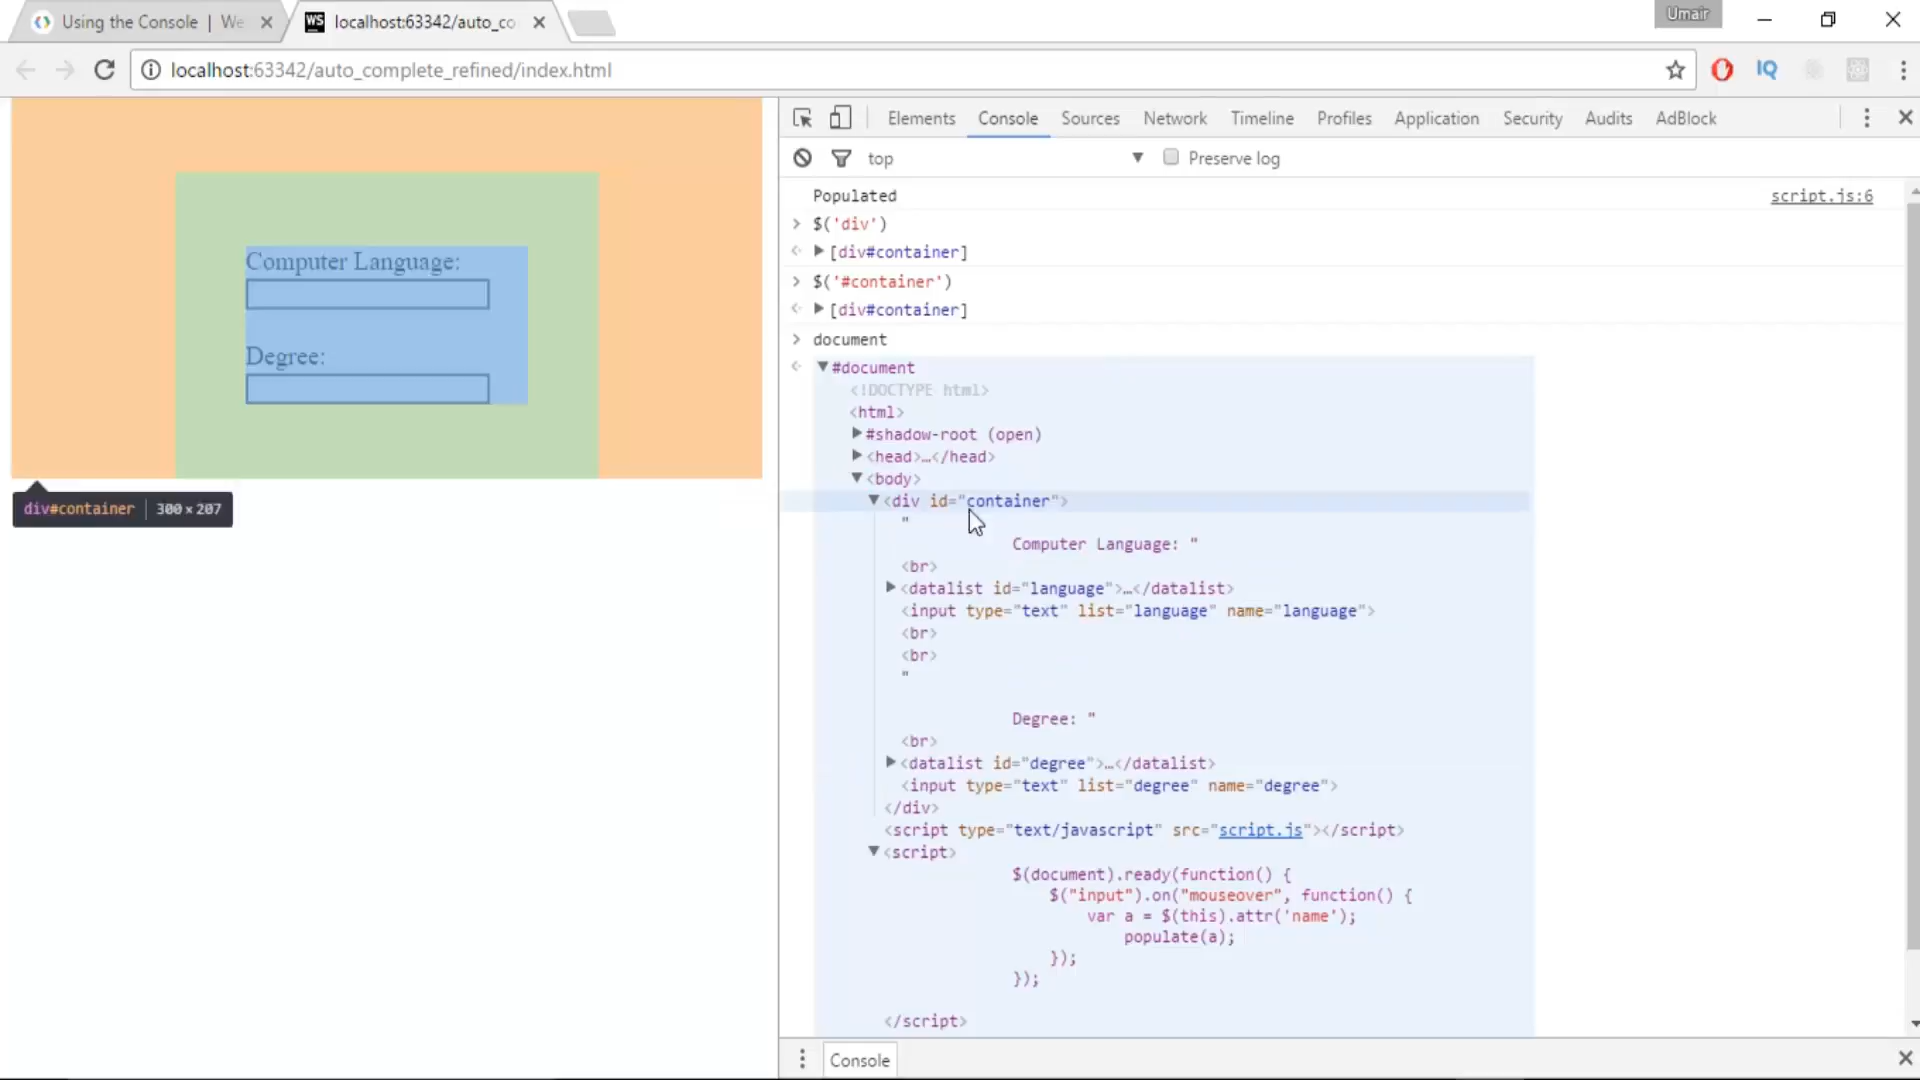 Using the Console | We
WS localhost:63342/auto_co
Umair
localhost:63342/auto_complete_refined/index.html
IQ
Elements Console Sources Network Timeline Profiles Application Security Audits AdBlock
top Preserve log
Populated script.js:6
$('div')
[div#container]
$('#container')
[div#container]
document
#document
<!DOCTYPE html>
<html>
#shadow-root (open)
<head>…</head>
<body>
<div id="container">
"
Computer Language: "
<br>
<datalist id="language">…</datalist>
<input type="text" list="language" name="language">
<br>
<br>
"
Degree: "
<br>
<datalist id="degree">…</datalist>
<input type="text" list="degree" name="degree">
</div>
<script type="text/javascript" src="script.js"></script>
<script>
$(document).ready(function() {
$("input").on("mouseover", function() {
var a = $(this).attr('name');
populate(a);
});
});
</script>
Computer Language:
Degree:
div#container 300 × 207
Console